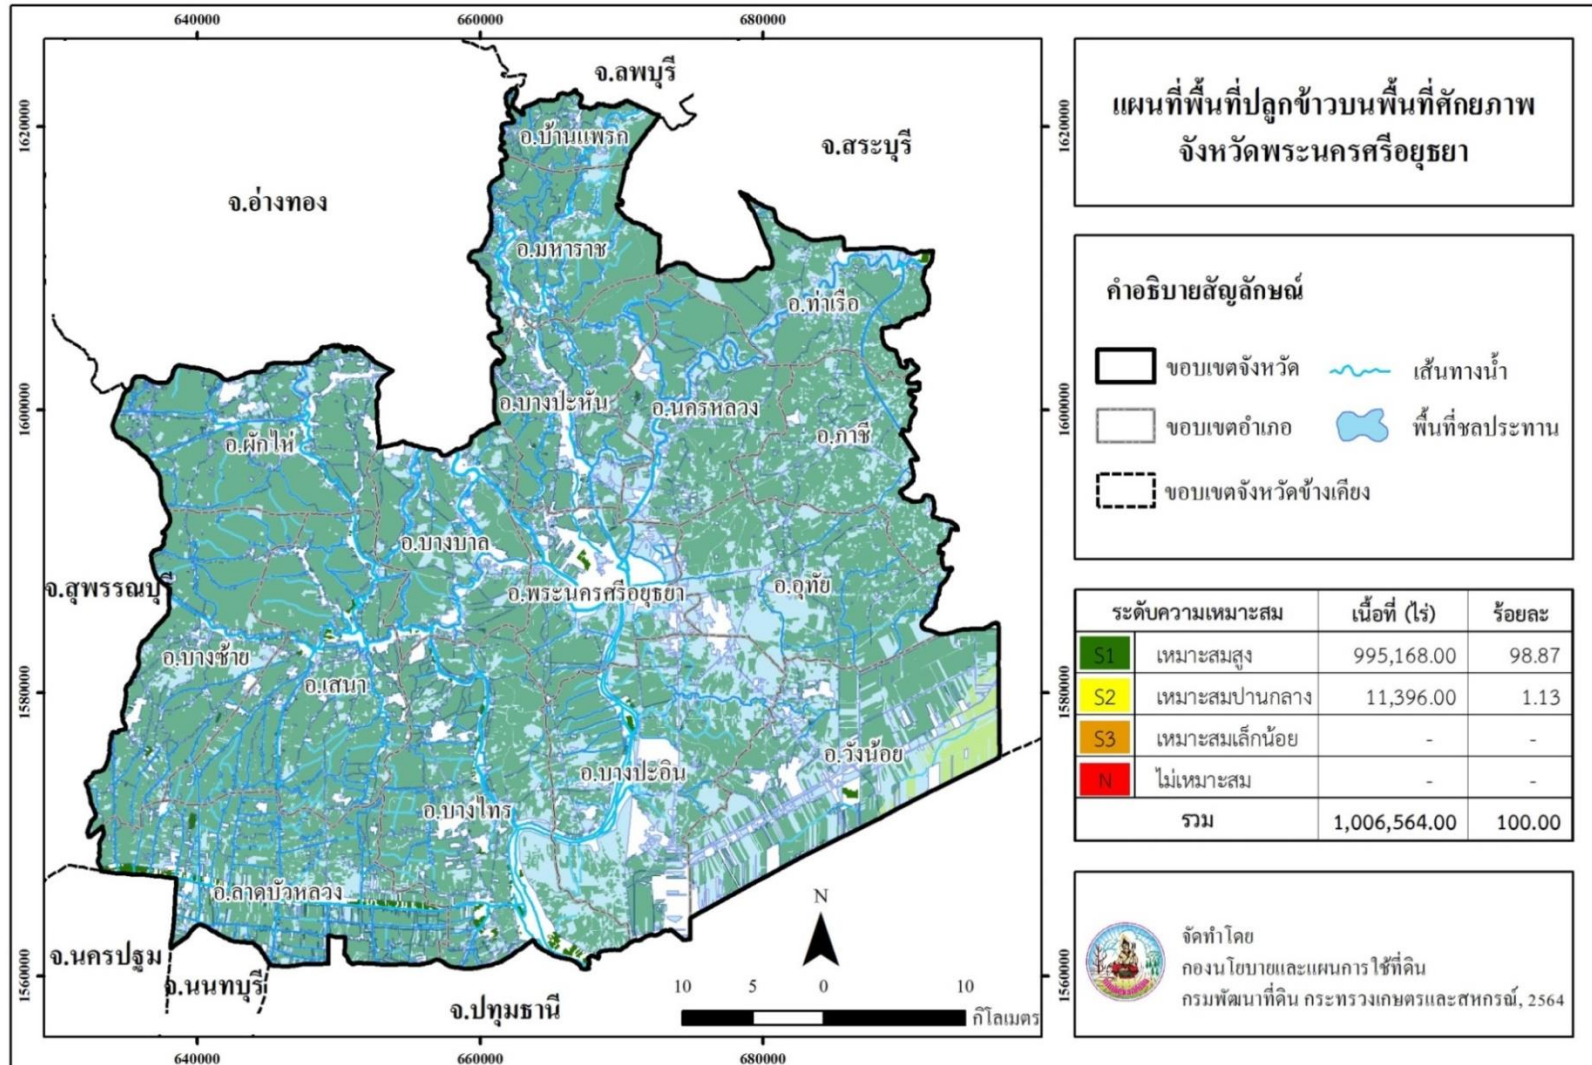 640000
660000
680000
1620000
1600000
1580000
1560000
1620000
1600000
1580000
1560000
640000
660000
680000
จ.ลพบุรี
จ.สระบุรี
จ.อ่างทอง
จ.สุพรรณบุรี
จ.นครปฐม
จ.นนทบุรี
จ.ปทุมธานี
อ.บ้านแพรก
อ.มหาราช
อ.ท่าเรือ
อ.บางปะหัน
อ.นครหลวง
อ.ภาชี
อ.ผักไห่
อ.บางบาล
อ.พระนครศรีอยุธยา
อ.อุทัย
อ.บางซ้าย
อ.เสนา
อ.วังน้อย
อ.บางปะอิน
อ.บางไทร
อ.ลาดบัวหลวง
N
10 5 0 10
กิโลเมตร
แผนที่พื้นที่ปลูกข้าวบนพื้นที่ศักยภาพ
จังหวัดพระนครศรีอยุธยา
คำอธิบายสัญลักษณ์
ขอบเขตจังหวัด เส้นทางน้ำ
ขอบเขตอำเภอ พื้นที่ชลประทาน
ขอบเขตจังหวัดข้างเคียง
ระดับความเหมาะสม เนื้อที่ (ไร่) ร้อยละ
S1 เหมาะสมสูง 995,168.00 98.87
S2 เหมาะสมปานกลาง 11,396.00 1.13
S3 เหมาะสมเล็กน้อย - -
N ไม่เหมาะสม - -
รวม 1,006,564.00 100.00
จัดทำโดย
กองนโยบายและแผนการใช้ที่ดิน
กรมพัฒนาที่ดิน กระทรวงเกษตรและสหกรณ์, 2564